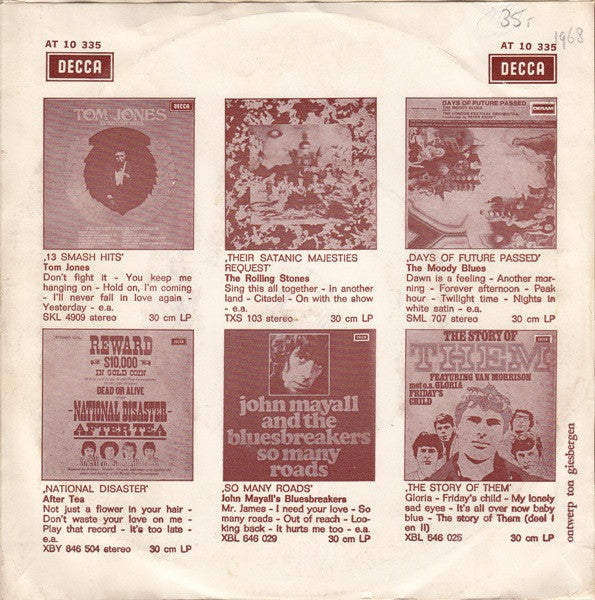 35,-
1968
AT 10 335
AT 10 335
DECCA
DECCA
TOM JONES
13 SMASH HITS
I'LL NEVER FALL IN LOVE AGAIN
DAYS OF FUTURE PASSED
THE MOODY BLUES
DERAM
‚13 SMASH HITS'
Tom Jones
Don't fight it - You keep me
hanging on - Hold on, I'm coming
- I'll never fall in love again -
Yesterday - e.a.
SKL 4909 stereo 30 cm LP
‚THEIR SATANIC MAJESTIES
REQUEST'
The Rolling Stones
Sing this all together - In another
land - Citadel - On with the show
- e.a.
TXS 103 stereo 30 cm LP
‚DAYS OF FUTURE PASSED'
The Moody Blues
Dawn is a feeling - Another mor-
ning - Forever afternoon - Peak
hour - Twilight time - Nights in
white satin - e.a.
SML 707 stereo 30 cm LP
REWARD
$10,000
IN GOLD COIN
DEAD OR ALIVE
-NATIONAL DISASTER-
AFTER TEA
john mayall
and the
bluesbreakers
so many
roads
THE STORY OF
THEM
FEATURING VAN MORRISON
met o.a. GLORIA
FRIDAY'S
CHILD
‚NATIONAL DISASTER'
After Tea
Not just a flower in your hair -
Don't waste your love on me -
Play that record - It's too late -
e.a.
XBY 846 504 stereo 30 cm LP
‚SO MANY ROADS'
John Mayall's Bluesbreakers
Mr. James - I need your love - So
many roads - Out of reach - Loo-
king back - It hurts me too - e.a.
XBL 646 029 30 cm LP
‚THE STORY OF THEM'
Gloria - Friday's child - My lonely
sad eyes - It's all over now baby
blue - The story of Them (deel I
en II)
XBL 646 025 30 cm LP
ontwerp ton giesbergen